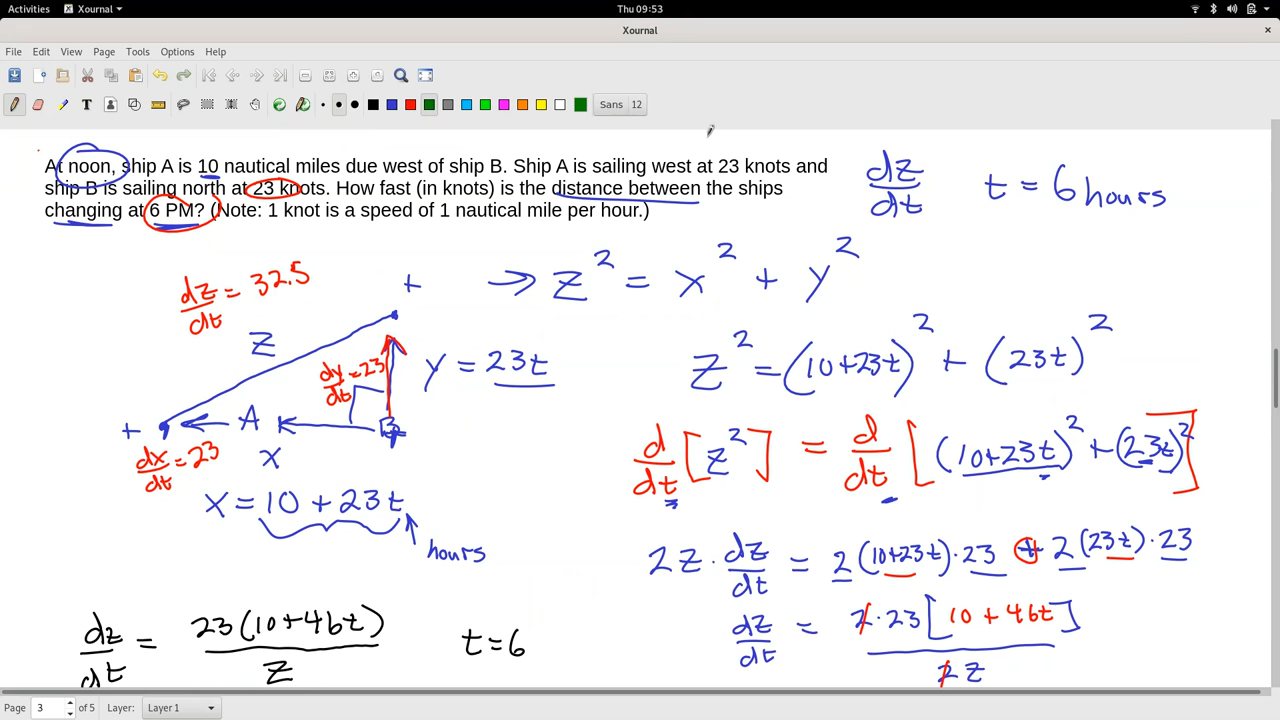 Activities Xournal Thu 09:53
Xournal ×
File Edit View Page Tools Options Help
Sans 12
At noon, ship A is 10 nautical miles due west of ship B. Ship A is sailing west at 23 knots and
ship B is sailing north at 23 knots. How fast (in knots) is the distance between the ships
changing at 6 PM? (Note: 1 knot is a speed of 1 nautical mile per hour.)
dz/dt t = 6 hours
dz/dt = 32.5
+ → z² = x² + y²
z
dy/dt = 23
y = 23t
z² = (10+23t)² + (23t)²
+ A B
dx/dt = 23
x
d/dt [z²] = d/dt [(10+23t)² + (23t)²]
x = 10 + 23t
hours
2z · dz/dt = 2(10+23t)·23 + 2(23t)·23
dz/dt = 2·23[10 + 46t] / 2z
dz/dt = 23(10+46t) / z t = 6
Page 3 of 5 Layer: Layer 1